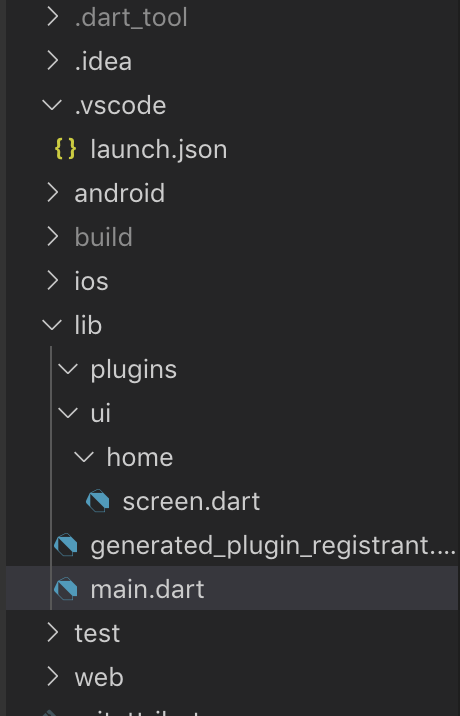 .dart_tool
.idea
.vscode
{} launch.json
android
build
ios
lib
plugins
ui
home
screen.dart
generated_plugin_registrant....
main.dart
test
web